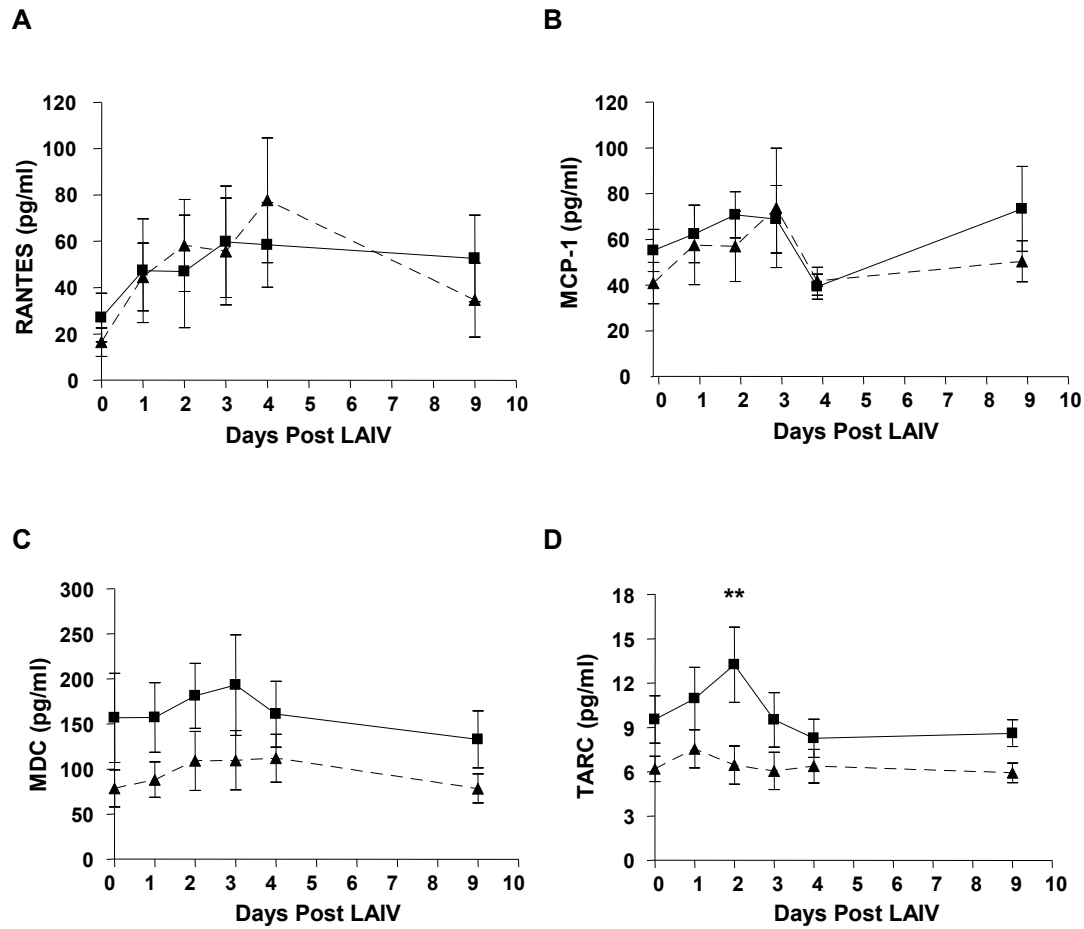 A
120
100
80
60
40
20
0
RANTES (pg/ml)
0 1 2 3 4 5 6 7 8 9 10
Days Post LAIV
B
120
100
80
60
40
20
0
MCP-1 (pg/ml)
0 1 2 3 4 5 6 7 8 9 10
Days Post LAIV
C
300
250
200
150
100
50
0
MDC (pg/ml)
0 1 2 3 4 5 6 7 8 9 10
Days Post LAIV
D
18
15
12
9
6
3
0
TARC (pg/ml)
**
0 1 2 3 4 5 6 7 8 9 10
Days Post LAIV